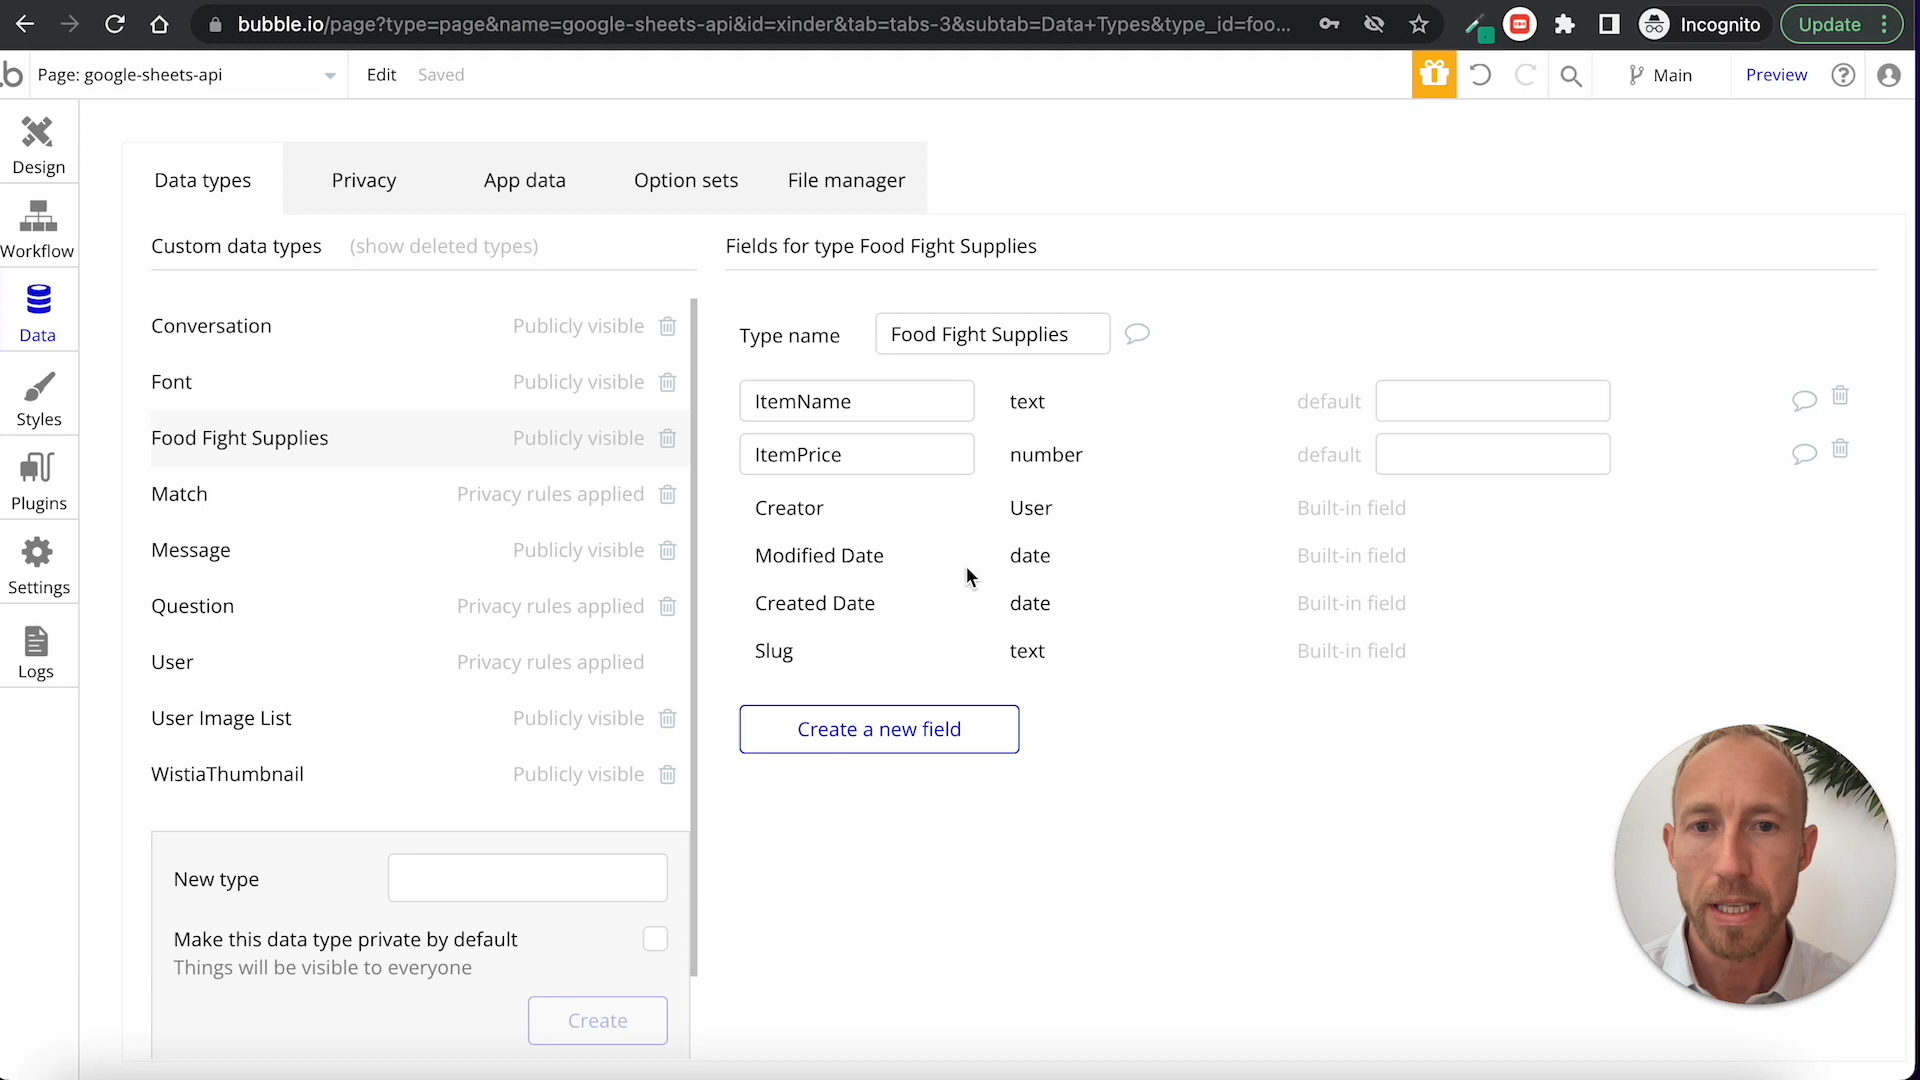 bubble.io/page?type=page&name=google-sheets-api&id=xinder&tab=tabs-3&subtab=Data+Types&type_id=foo...
Incognito
Update
b
Page: google-sheets-api
Edit
Saved
Main
Preview
Design
Workflow
Data
Styles
Plugins
Settings
Logs
Data types
Privacy
App data
Option sets
File manager
Custom data types
(show deleted types)
Conversation
Publicly visible
Font
Publicly visible
Food Fight Supplies
Publicly visible
Match
Privacy rules applied
Message
Publicly visible
Question
Privacy rules applied
User
Privacy rules applied
User Image List
Publicly visible
WistiaThumbnail
Publicly visible
New type
Make this data type private by default
Things will be visible to everyone
Create
Fields for type Food Fight Supplies
Type name
Food Fight Supplies
ItemName
text
default
ItemPrice
number
default
Creator
User
Built-in field
Modified Date
date
Built-in field
Created Date
date
Built-in field
Slug
text
Built-in field
Create a new field